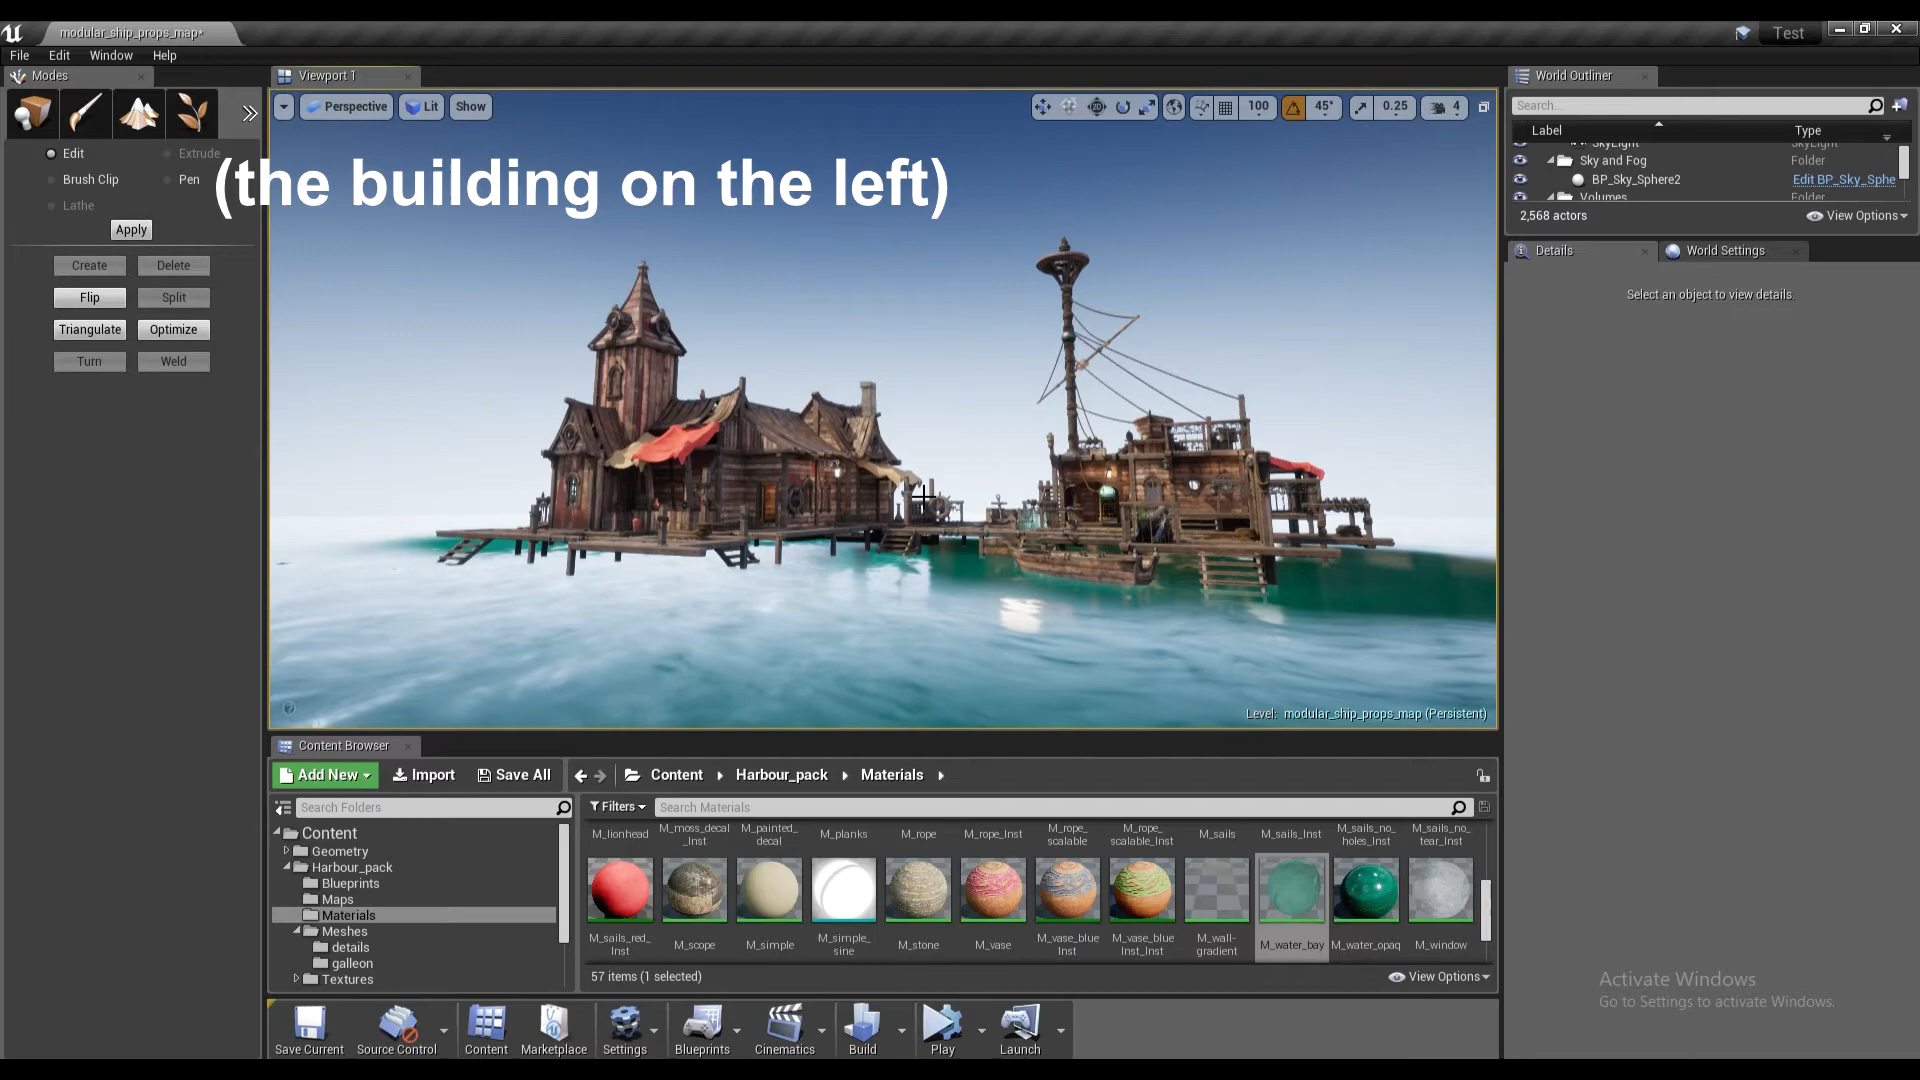 modular_ship_props_map*
Test
File Edit Window Help
Modes
Viewport 1
World Outliner
Perspective Lit Show
100 45° 0.25 4
Search...
Label Type
SkyLight SkyLight
Sky and Fog Folder
BP_Sky_Sphere2 Edit BP_Sky_Sphe
Volumes Folder
2,568 actors View Options
Edit Extrude
Brush Clip Pen
Lathe
Apply
Create Delete
Flip Split
Triangulate Optimize
Turn Weld
(the building on the left)
Details World Settings
Select an object to view details.
Level: modular_ship_props_map (Persistent)
Content Browser
Add New Import Save All Content Harbour_pack Materials
Search Folders
Filters Search Materials
Content
Geometry
Harbour_pack
Blueprints
Maps
Materials
Meshes
details
galleon
Textures
M_lionhead M_moss_decal_Inst M_painted_decal M_planks M_rope M_rope_Inst M_rope_scalable M_rope_scalable_Inst M_sails M_sails_Inst M_sails_no_holes_Inst M_sails_no_tear_Inst
M_sails_red_Inst M_scope M_simple M_simple_sine M_stone M_vase M_vase_blue Inst M_vase_blue Inst_Inst M_wall-gradient M_water_bay M_water_opaq M_window
57 items (1 selected) View Options
Save Current Source Control Content Marketplace Settings Blueprints Cinematics Build Play Launch
Activate Windows
Go to Settings to activate Windows.